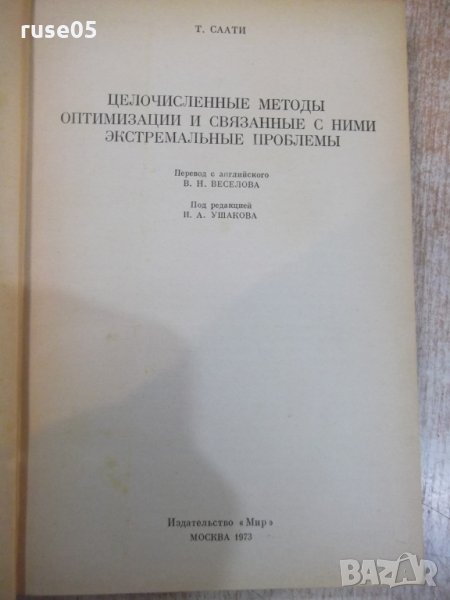 ruse05
Т. СААТИ
ЦЕЛОЧИСЛЕННЫЕ МЕТОДЫ
ОПТИМИЗАЦИИ И СВЯЗАННЫЕ С НИМИ
ЭКСТРЕМАЛЬНЫЕ ПРОБЛЕМЫ
Перевод с английского
В. Н. ВЕСЕЛОВА
Под редакцией
И. А. УШАКОВА
Издательство «Мир»
МОСКВА 1973
BAZAR